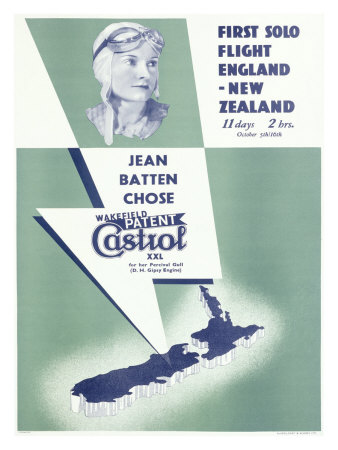 FIRST SOLO
FLIGHT
ENGLAND
- NEW
ZEALAND
11 days 2 hrs.
October 5th/16th
JEAN
BATTEN
CHOSE
WAKEFIELD
PATENT
Castrol
XXL
for her Percival Gull
(D. H. Gipsy Engine)